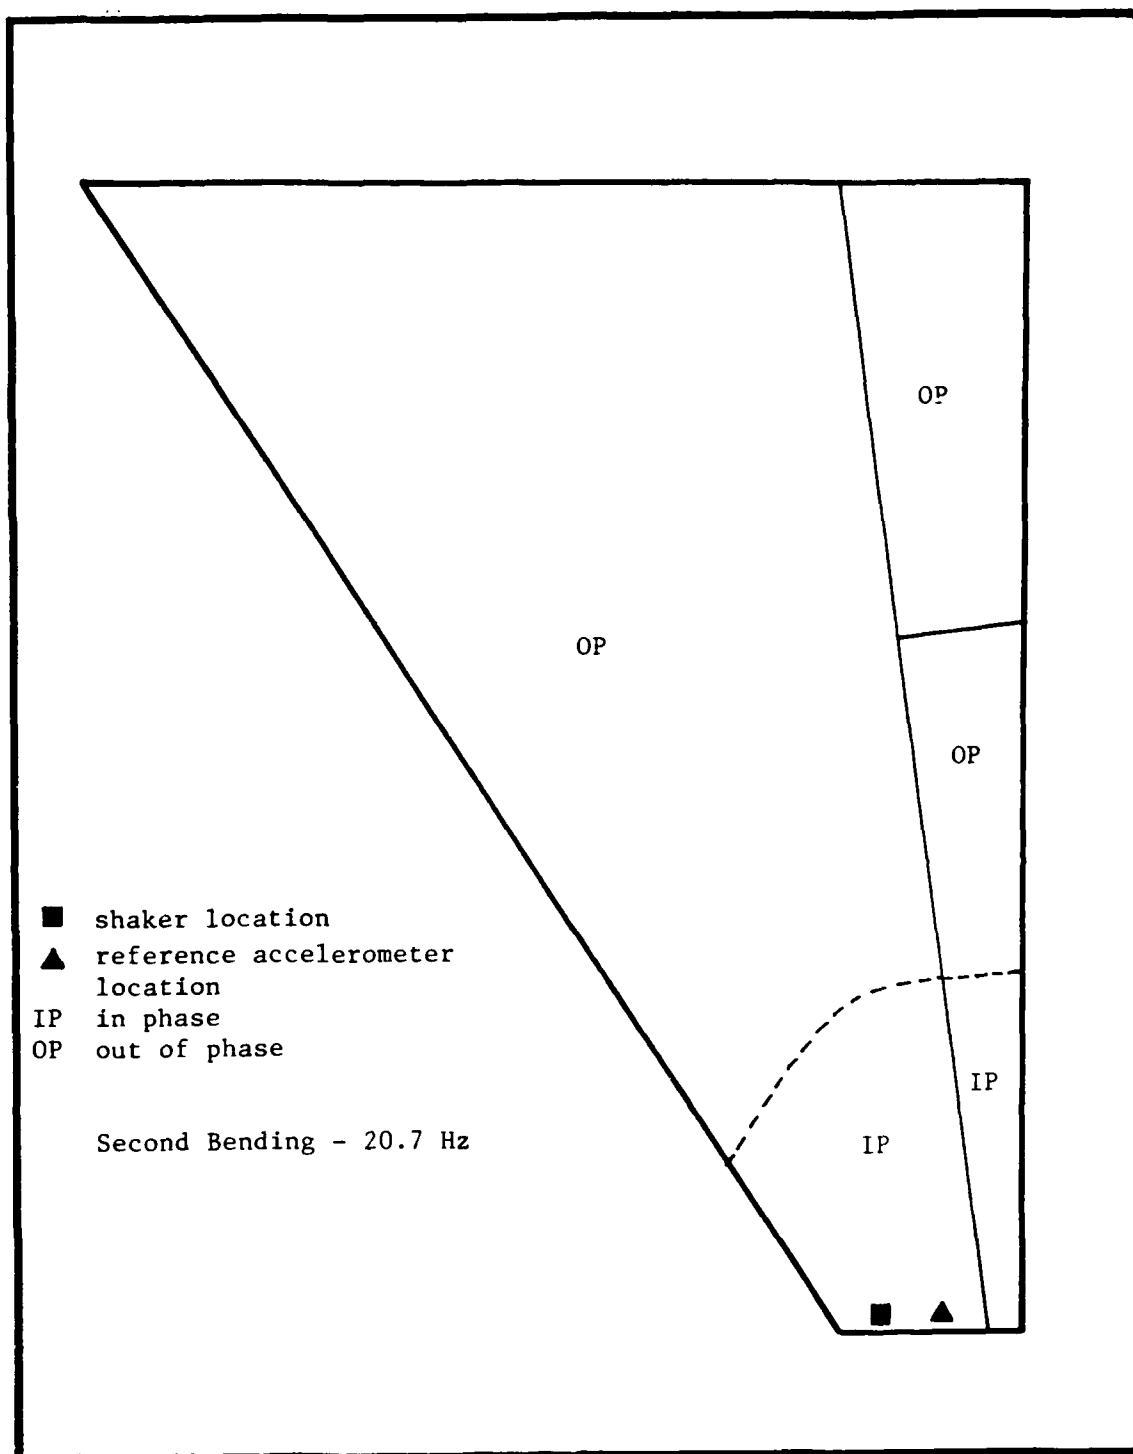 OP
OP
OP
■ shaker location
▲ reference accelerometer
location
IP in phase
OP out of phase
IP
IP
Second Bending - 20.7 Hz